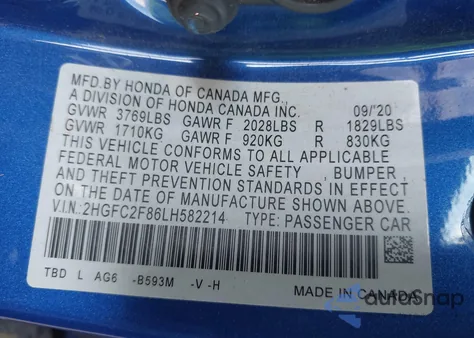 MFD.BY HONDA OF CANADA MFG.,
A DIVISION OF HONDA CANADA INC. 09/'20
GVWR 3769LBS GAWR F 2028LBS R 1829LBS
GVWR 1710KG GAWR F 920KG R 830KG
THIS VEHICLE CONFORMS TO ALL APPLICABLE
FEDERAL MOTOR VEHICLE SAFETY , BUMPER ,
AND THEFT PREVENTION STANDARDS IN EFFECT
ON THE DATE OF MANUFACTURE SHOWN ABOVE.
V.I.N.:2HGFC2F86LH582214 TYPE: PASSENGER CAR
TBD L AG6 -B593M -V -H
MADE IN CANADA
autoSnap